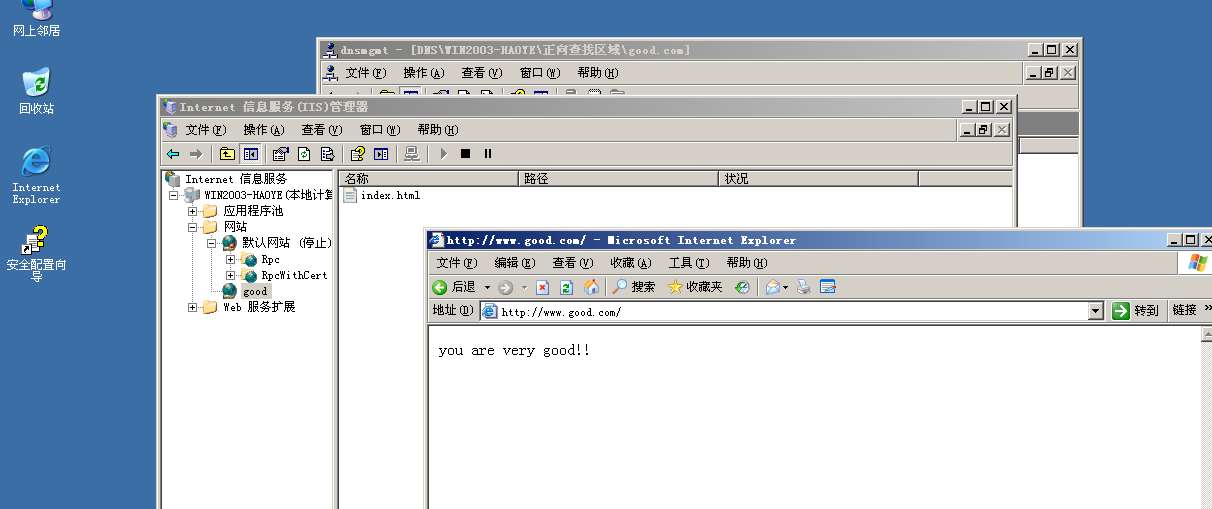 网上邻居
回收站
Internet
Explorer
安全配置向
导
dnsmgmt - [DNS\WIN2003-HAOYE\正向查找区域\good.com]
文件(F) 操作(A) 查看(V) 窗口(W) 帮助(H)
Internet 信息服务(IIS)管理器
文件(F) 操作(A) 查看(V) 窗口(W) 帮助(H)
Internet 信息服务
WIN2003-HAOYE(本地计算
应用程序池
网站
默认网站 (停止)
Rpc
RpcWithCert
good
Web 服务扩展
名称 路径 状况
index.html
http://www.good.com/ - Microsoft Internet Explorer
文件(F) 编辑(E) 查看(V) 收藏(A) 工具(T) 帮助(H)
后退 搜索 收藏夹
地址(D) http://www.good.com/ 转到 链接 »
you are very good!!